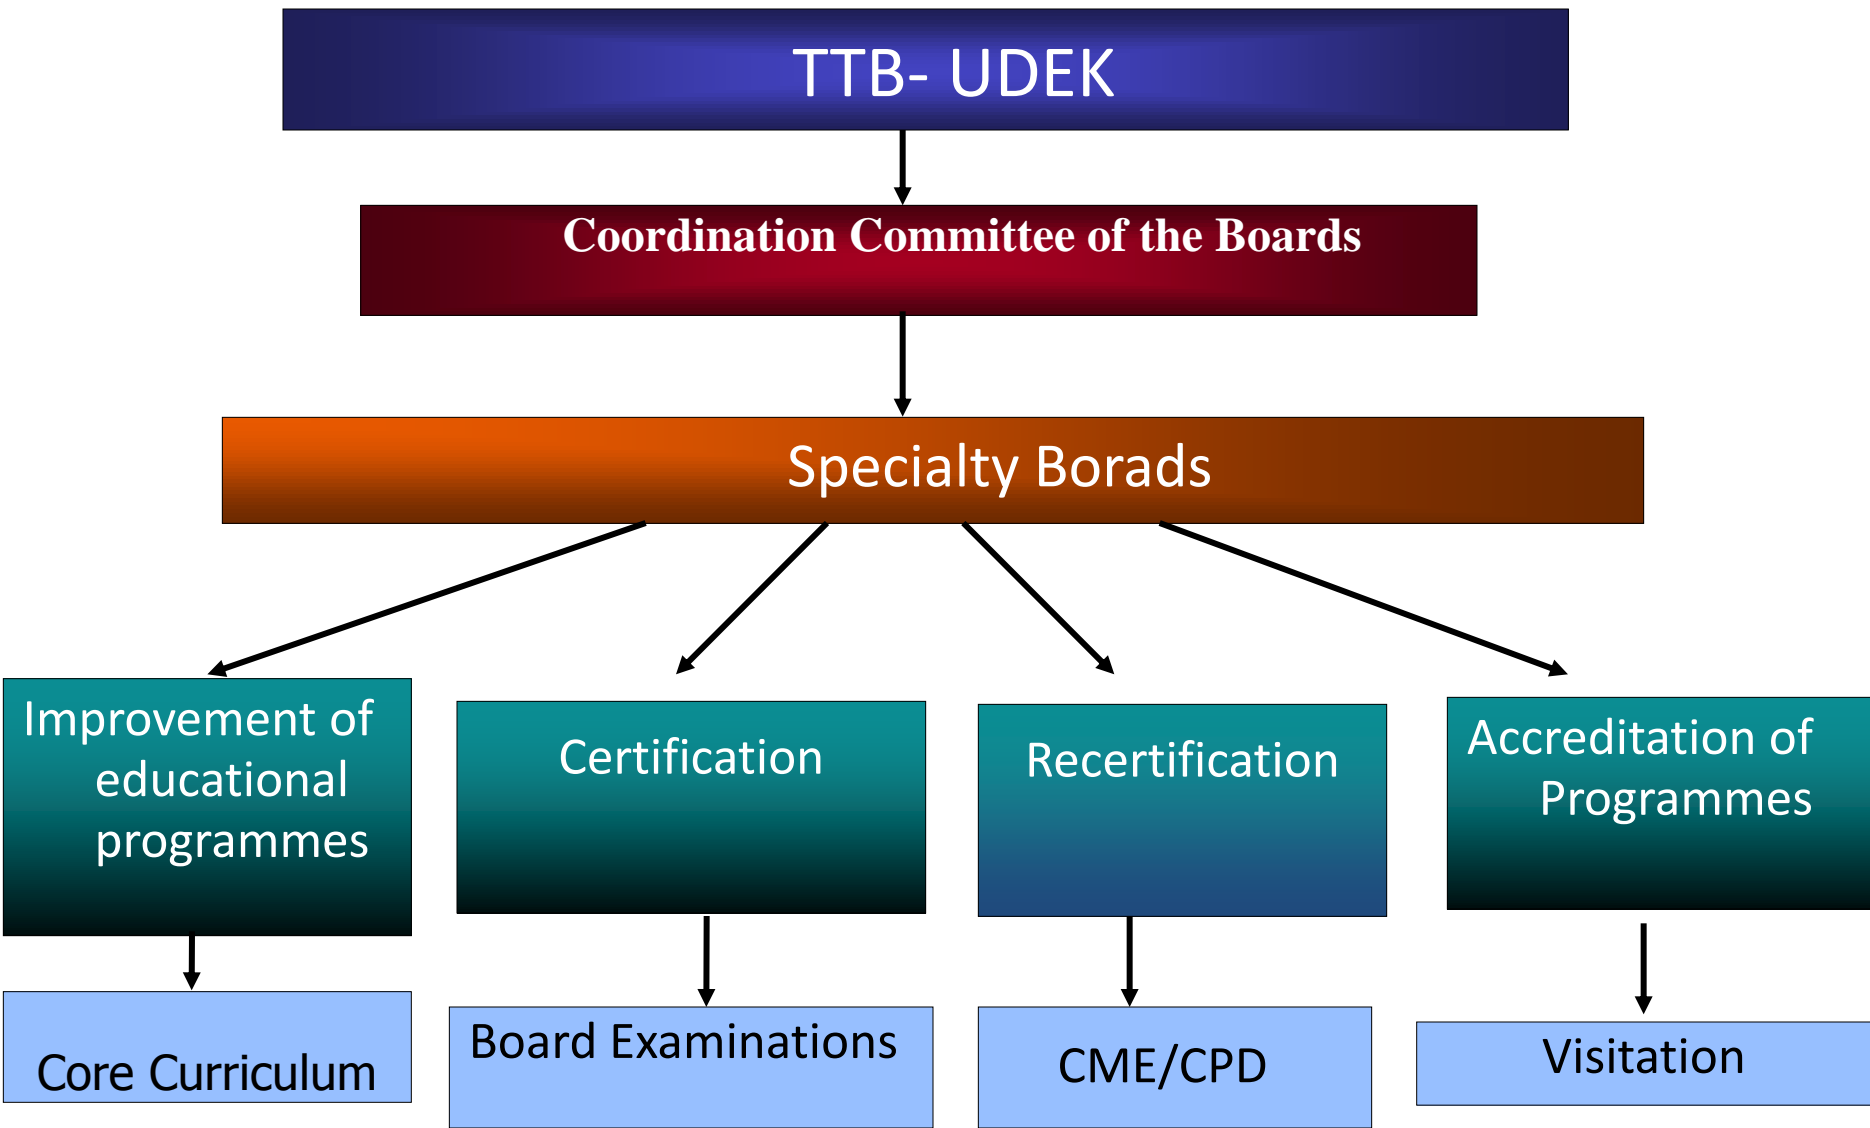 TTB- UDEK
Coordination Committee of the Boards
Specialty Borads
Improvement of
educational
programmes
Certification
Recertification
Accreditation of
Programmes
Core Curriculum
Board Examinations
CME/CPD
Visitation